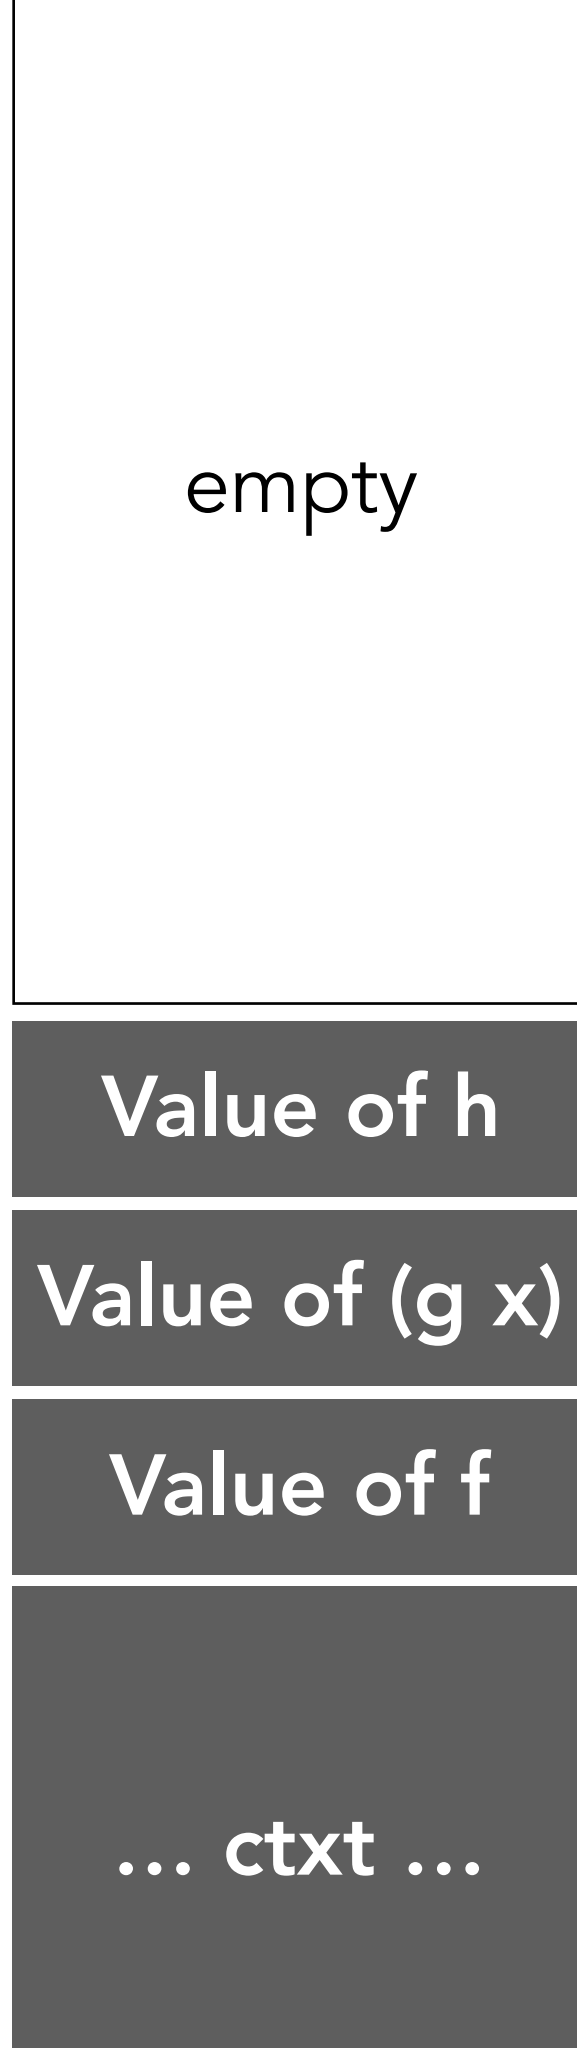 empty
Value of h
Value of (g x)
Value of f
... ctxt ...